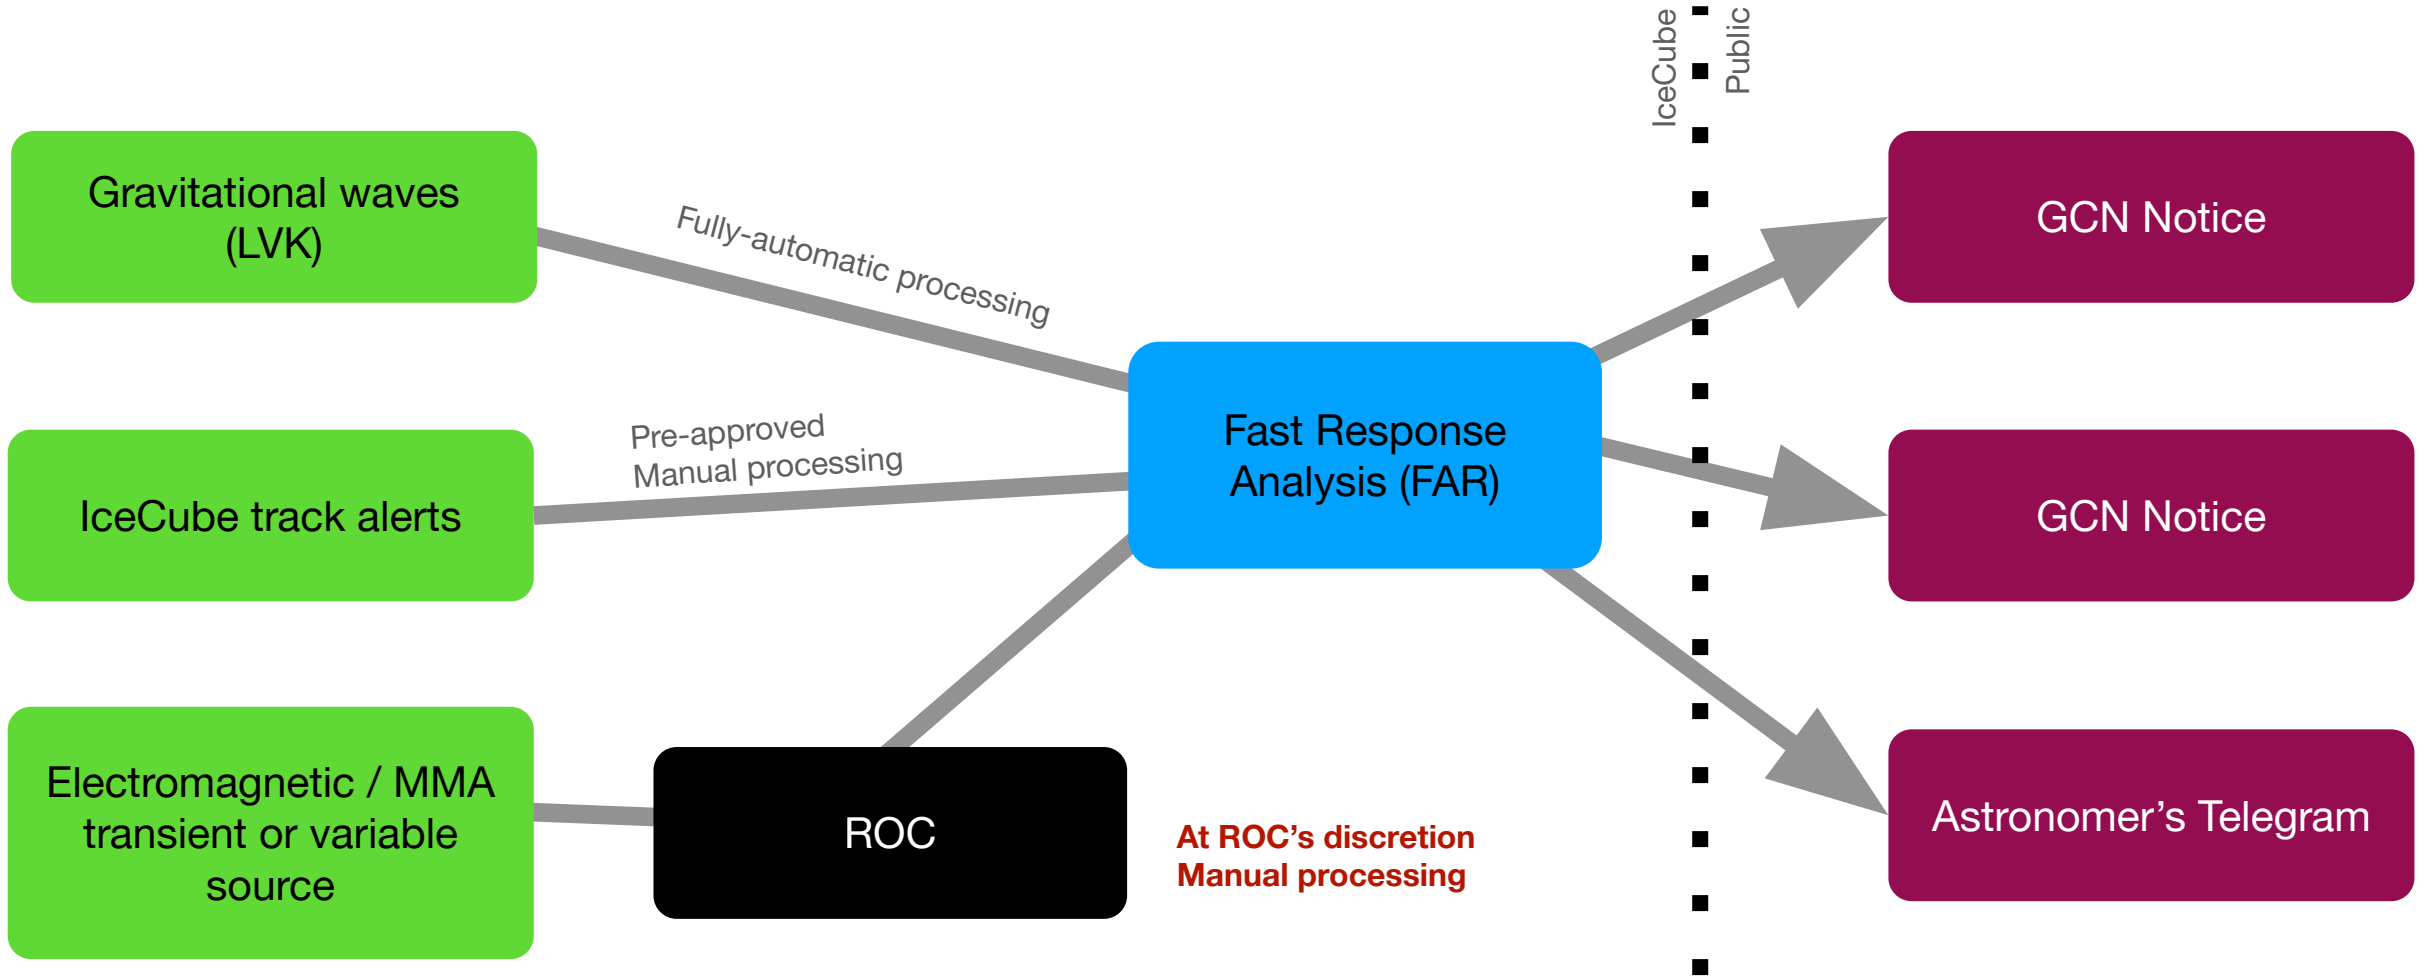 IceCube
Public
Gravitational waves
(LVK)
Fully-automatic processing
GCN Notice
Pre-approved
Manual processing
IceCube track alerts
Fast Response
Analysis (FAR)
GCN Notice
Electromagnetic / MMA
transient or variable
source
ROC
At ROC’s discretion
Manual processing
Astronomer’s Telegram